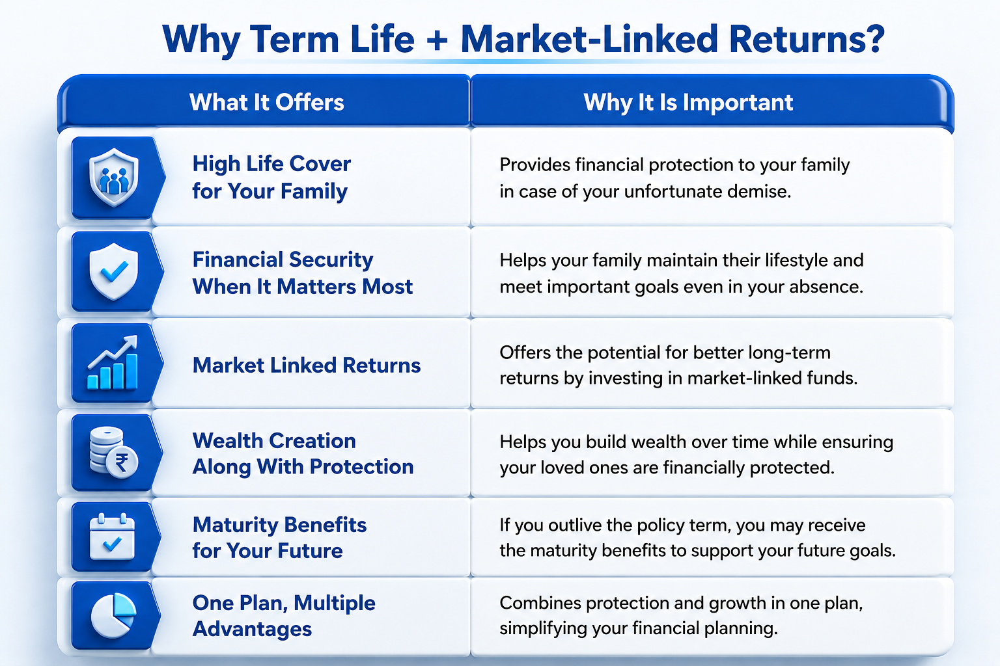 Why Term Life + Market-Linked Returns?
What It Offers
Why It Is Important
High Life Cover
for Your Family
Provides financial protection to your family
in case of your unfortunate demise.
Financial Security
When It Matters Most
Helps your family maintain their lifestyle and
meet important goals even in your absence.
Market Linked Returns
Offers the potential for better long-term
returns by investing in market-linked funds.
₹
Wealth Creation
Along With Protection
Helps you build wealth over time while ensuring
your loved ones are financially protected.
Maturity Benefits
for Your Future
If you outlive the policy term, you may receive
the maturity benefits to support your future goals.
One Plan, Multiple
Advantages
Combines protection and growth in one plan,
simplifying your financial planning.